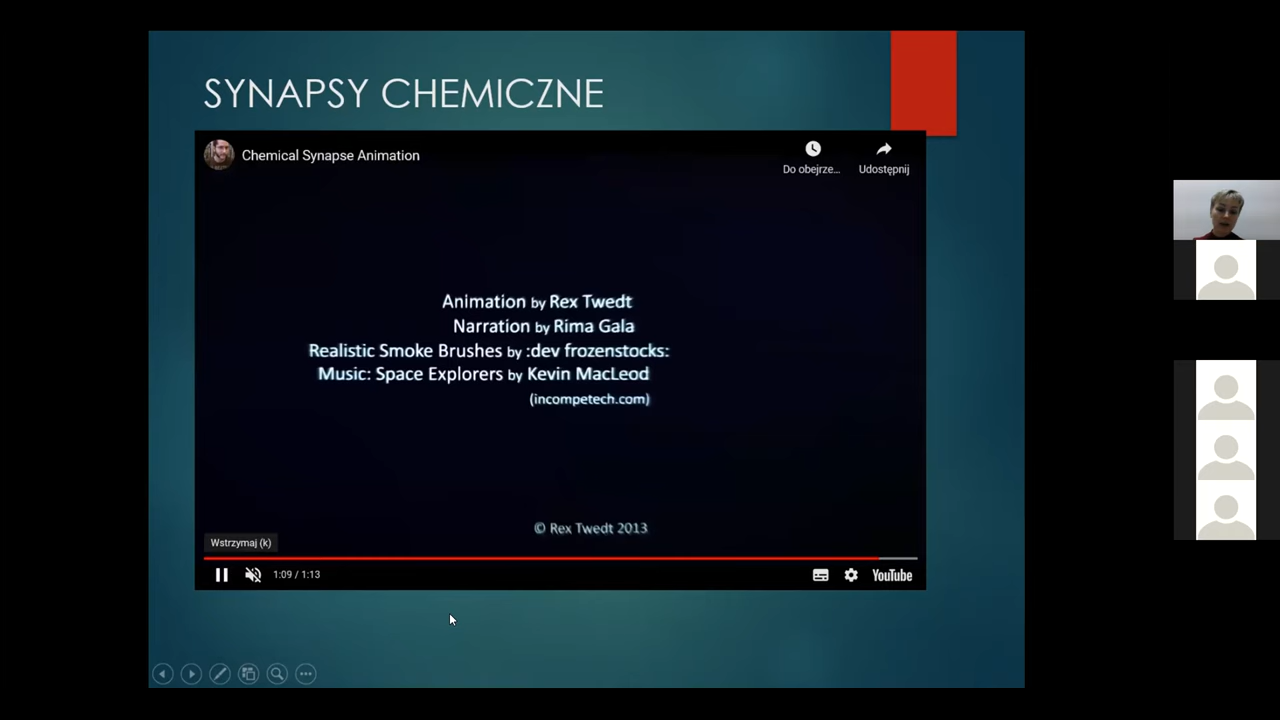 SYNAPSY CHEMICZNE
Chemical Synapse Animation
Do obejrze...
Udostępnij
Animation by Rex Twedt
Narration by Rima Gala
Realistic Smoke Brushes by :dev frozenstocks:
Music: Space Explorers by Kevin MacLeod
(incompetech.com)
© Rex Twedt 2013
Wstrzymaj (k)
1:09 / 1:13
YouTube